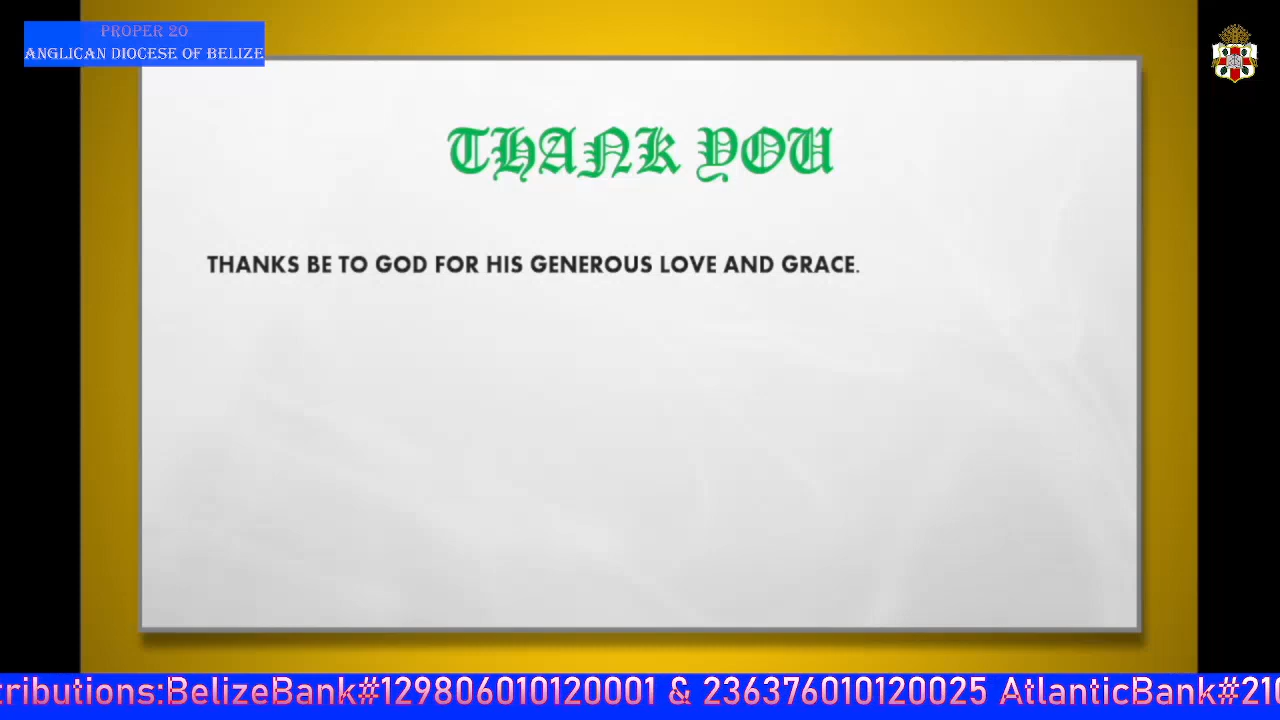 PROPER 20
ANGLICAN DIOCESE OF BELIZE
THANK YOU
THANKS BE TO GOD FOR HIS GENEROUS LOVE AND GRACE.
tributions:BelizeBank#129806010120001 & 236376010120025 AtlanticBank#210